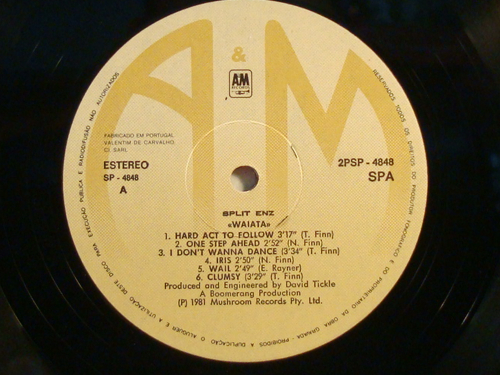 A & M
A&M
RECORDS
FABRICADO EM PORTUGAL
VALENTIM DE CARVALHO,
CI. SARL
ESTEREO
SP - 4848
A
2PSP - 4848
SPA
SPLIT ENZ
«WAIATA»
1. HARD ACT TO FOLLOW 3'17" (T. Finn)
2. ONE STEP AHEAD 2'52" (N. Finn)
3. I DON'T WANNA DANCE (3'34") (T. Finn)
4. IRIS 2'50" (N. Finn)
5. WAIL 2'49" (E. Rayner)
6. CLUMSY (3'29" (T. Finn)
Produced and Engineered by David Tickle
A Boomerang Production
(P) 1981 Mushroom Records Pty. Ltd.
RESERVADOS TODOS OS DIREITOS DO PRODUTOR FONOGRÁFICO E DO PROPRIETÁRIO DA OBRA GRAVADA - PROIBIDOS A DUPLICAÇÃO O ALUGUER E A UTILIZAÇÃO DESTE DISCO PARA EXECUÇÃO PÚBLICA E RADIODIFUSÃO NÃO AUTORIZADOS